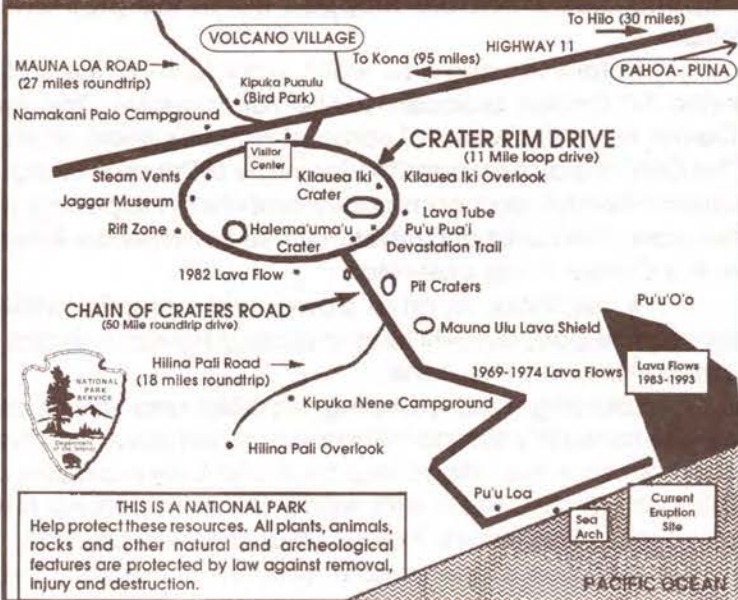 To Hilo (30 miles)
VOLCANO VILLAGE
HIGHWAY 11
To Kona (95 miles)
PAHOA- PUNA
MAUNA LOA ROAD
(27 miles roundtrip)
Kipuka Puaulu
(Bird Park)
Namakani Paio Campground
CRATER RIM DRIVE
(11 Mile loop drive)
Visitor
Center
Steam Vents
Kilauea Iki
Crater
Kilauea Iki Overlook
Jaggar Museum
Lava Tube
Rift Zone
Halema'uma'u
Crater
Pu'u Pua'i
Devastation Trail
1982 Lava Flow
Pit Craters
Pu'u'O'o
CHAIN OF CRATERS ROAD
(50 Mile roundtrip drive)
Mauna Ulu Lava Shield
Hilina Pali Road
(18 miles roundtrip)
1969-1974 Lava Flows
Lava Flows
1983-1993
NATIONAL
PARK
SERVICE
Department
of the Interior
Kipuka Nene Campground
Hilina Pali Overlook
Pu'u Loa
Sea
Arch
Current
Eruption
Site
THIS IS A NATIONAL PARK
Help protect these resources. All plants, animals,
rocks and other natural and archeological
features are protected by law against removal,
injury and destruction.
PACIFIC OCEAN